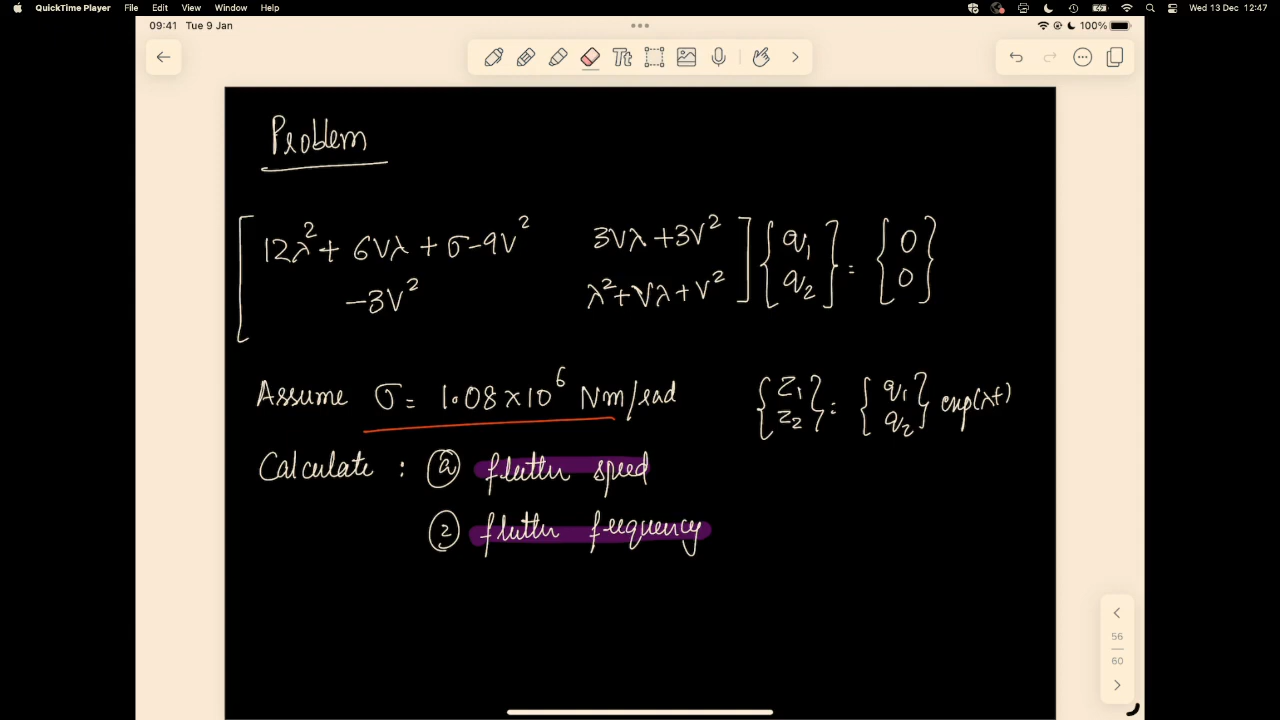 QuickTime Player File Edit View Window Help Wed 13 Dec 12:47
09:41 Tue 9 Jan 100%
Tt
Problem
[12λ² + 6Vλ + σ-9V² 3Vλ+3V²] {q₁} = {0}
[-3V² λ²+Vλ+V²] {q₂} {0}
Assume σ= 1.08×10⁶ Nm/rad {z₁} = {q₁} exp(λt)
{z₂} {q₂}
Calculate : ⓐ flutter speed
② flutter frequency
56
60